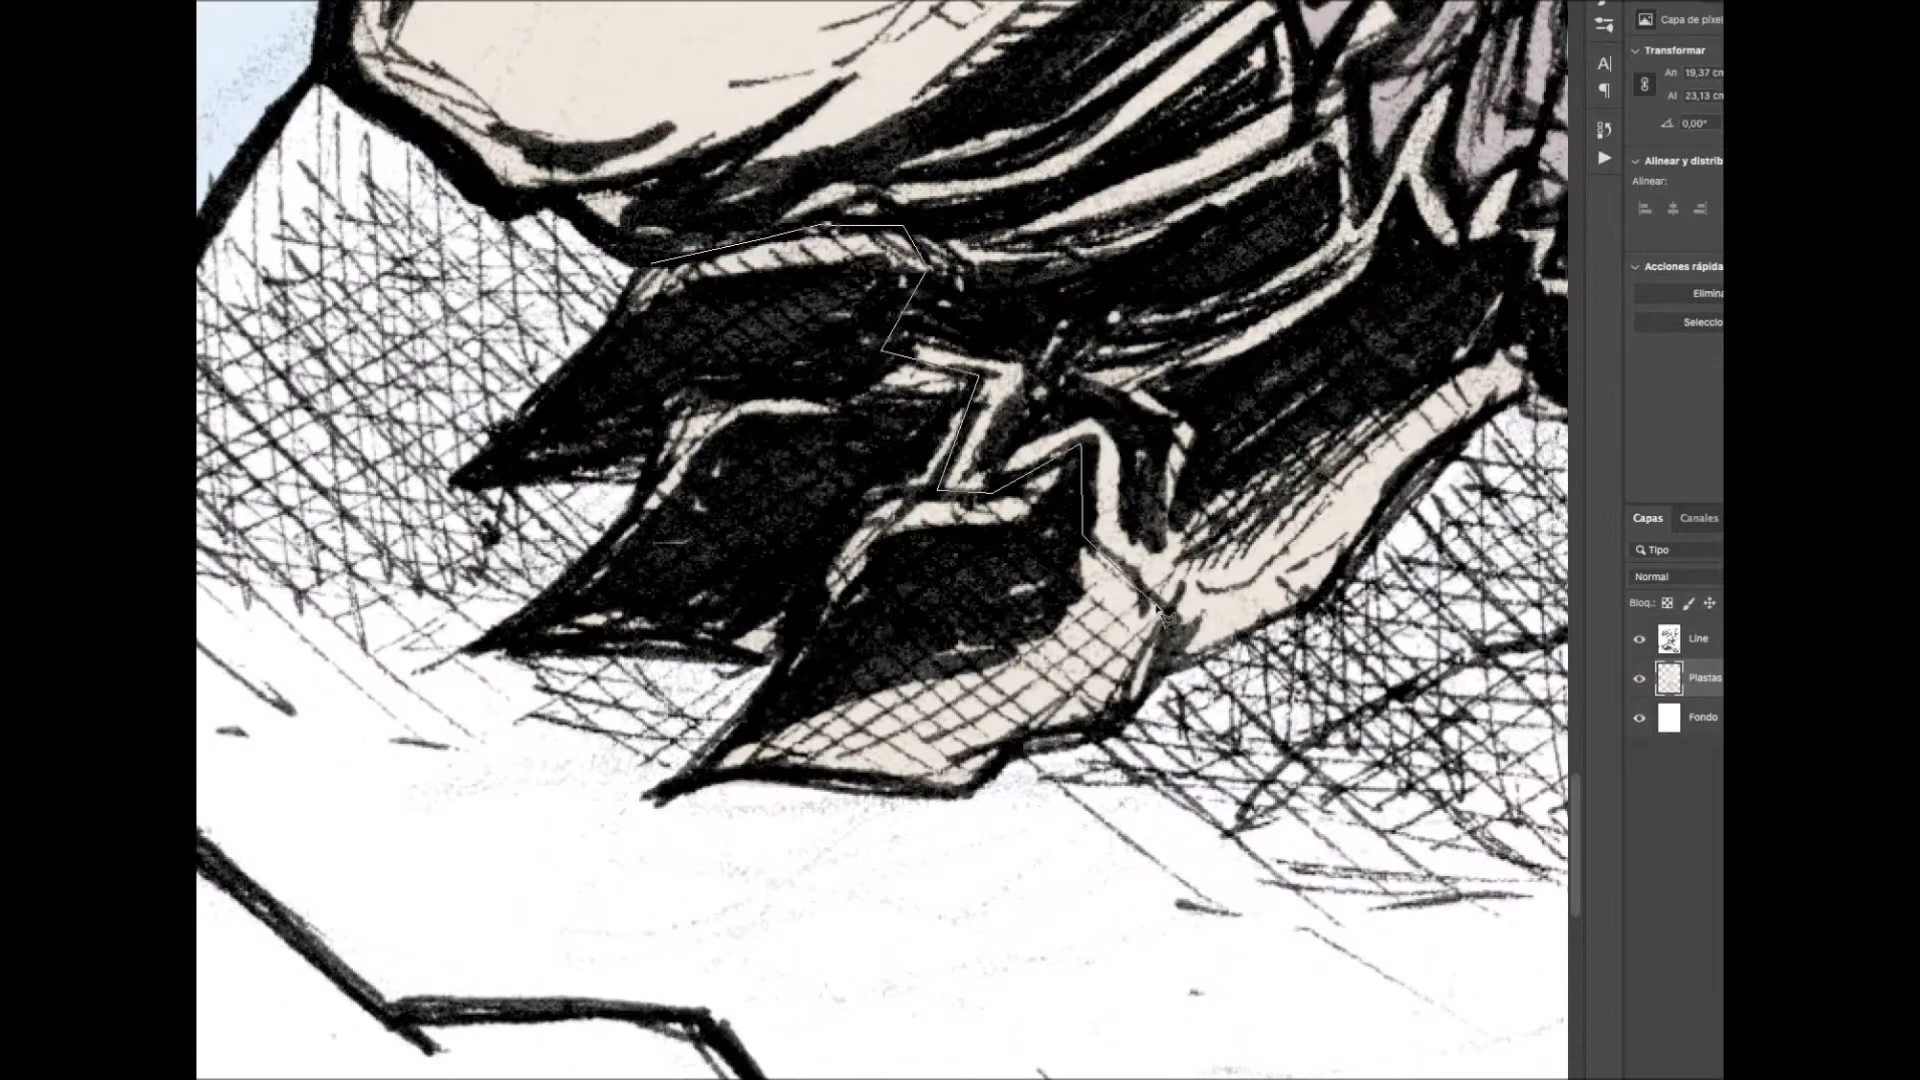 Capa de píxel
Transformar
An 19,37 cm
Al 23,13 cm
0,00°
Alinear y distrib
Alinear:
Acciones rápida
Elimina
Seleccio
Capas Canales
Tipo
Normal
Bloq.:
Line
Plastas
Fondo